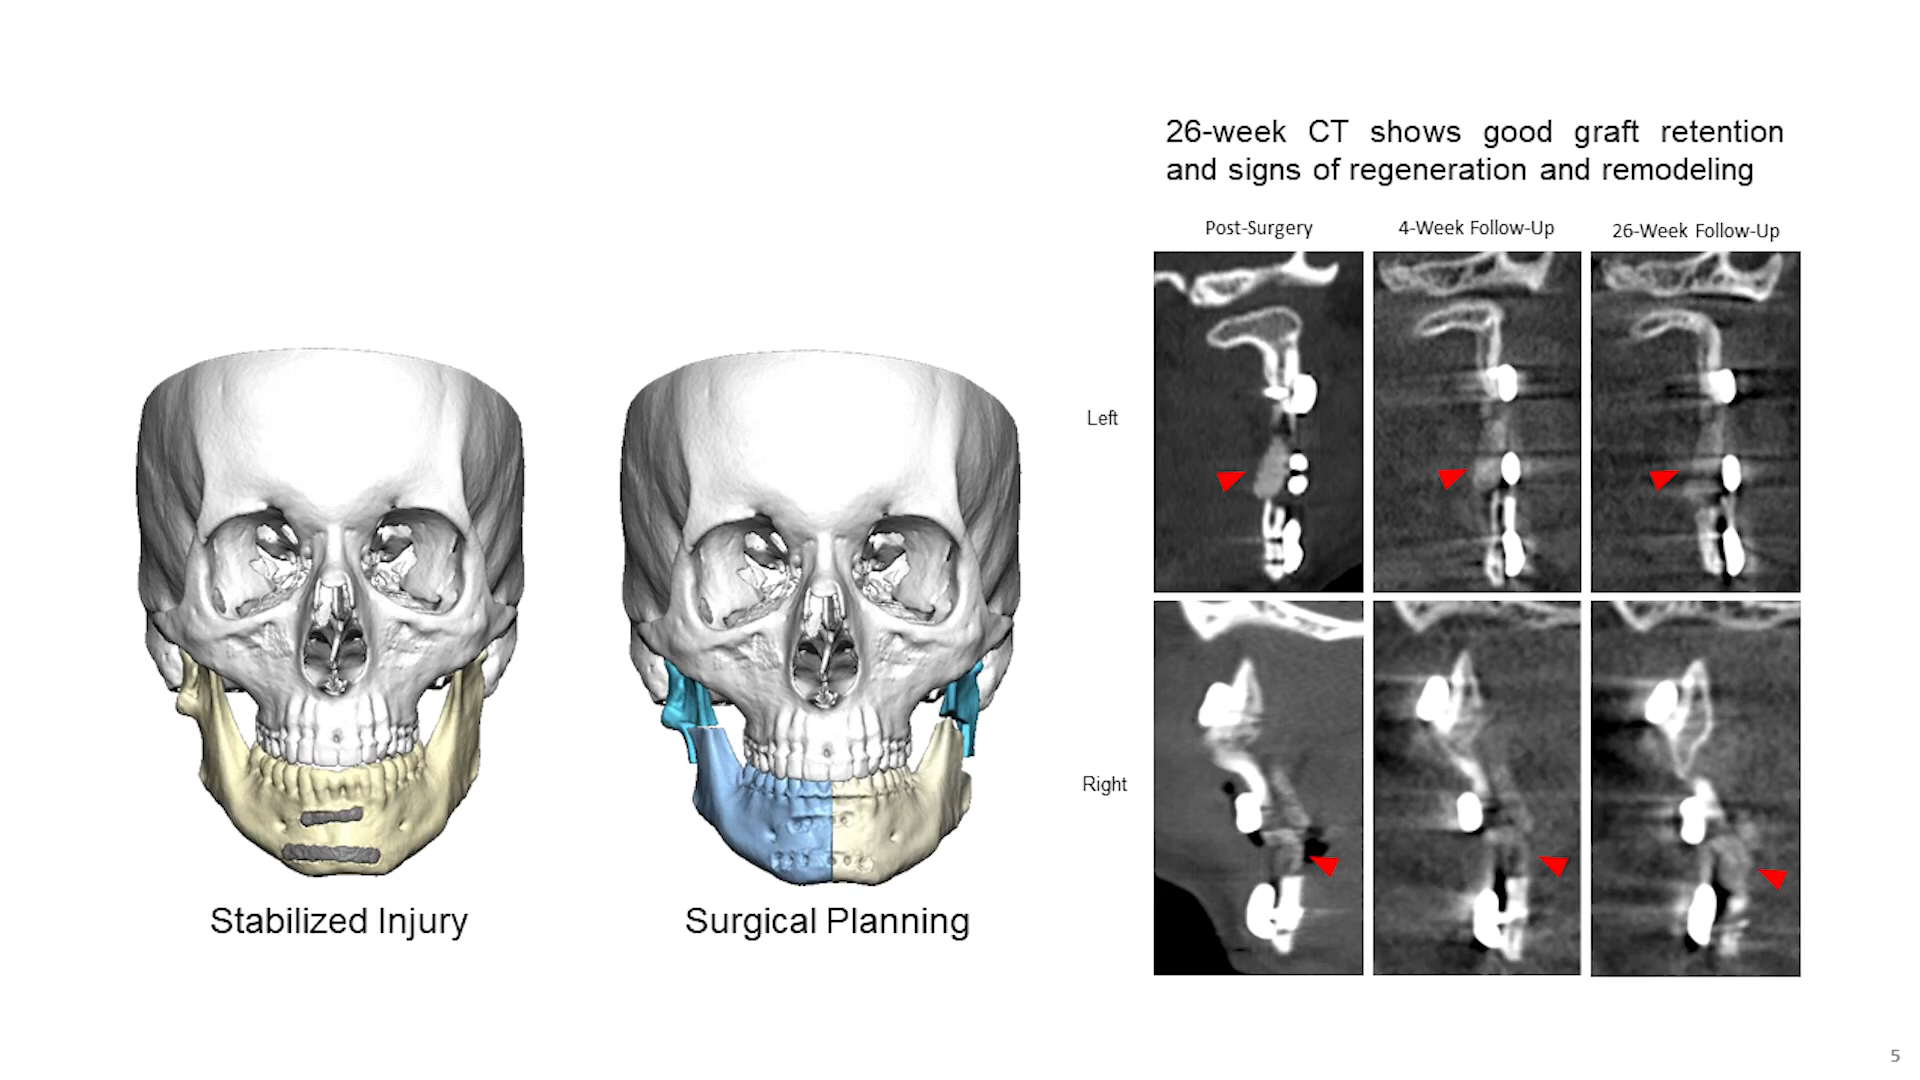 26-week CT shows good graft retention
and signs of regeneration and remodeling
Post-Surgery
4-Week Follow-Up
26-Week Follow-Up
Left
Right
Stabilized Injury
Surgical Planning
5